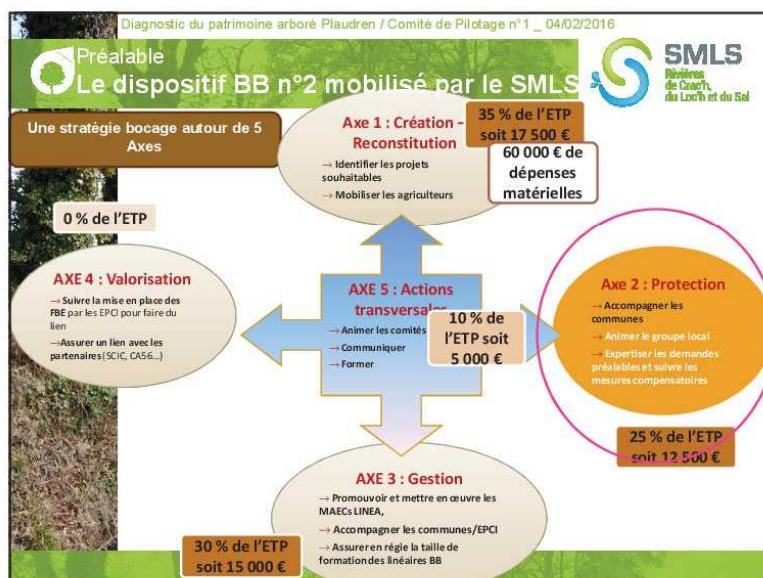 Diagnostic du patrimoine arboré Plaudren / Comité de Pilotage n°1 _ 04/02/2016
Préalable
Le dispositif BB n°2 mobilisé par le SMLS
SMLS
Rivières
de Crac'h,
du Loc'h et du Sal
Une stratégie bocage autour de 5
Axes
Axe 1 : Création –
Reconstitution
→ Identifier les projets
souhaitables
→ Mobiliser les agriculteurs
35 % de l'ETP
soit 17 500 €
60 000 € de
dépenses
matérielles
0 % de l'ETP
AXE 4 : Valorisation
→ Suivre la mise en place des
FBE par les EPCI pour faire du
lien
→ Assurer un lien avec les
partenaires (SCIC, CA56...)
AXE 5 : Actions
transversales
→ Animer les comités
→ Communiquer
→ Former
10 % de
l'ETP soit
5 000 €
Axe 2 : Protection
→ Accompagner les
communes
→ Animer le groupe local
→ Expertiser les demandes
préalables et suivre les
mesures compensatoires
25 % de l'ETP
soit 12 500 €
AXE 3 : Gestion
→ Promouvoir et mettre en œuvre les
MAECs LINEA,
→ Accompagner les communes/EPCI
→ Assurer en régie la taille de
formation des linéaires BB
30 % de l'ETP
soit 15 000 €